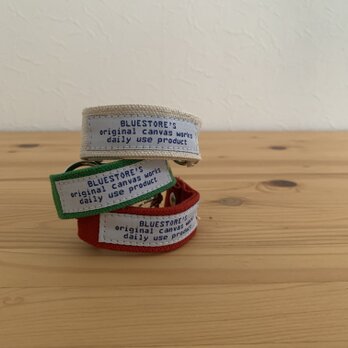 BLUESTORE'S
original canvas works
daily use product
BLUESTORE'S
original canvas works
daily use product
BLUESTORE'S
original canvas work
daily use product